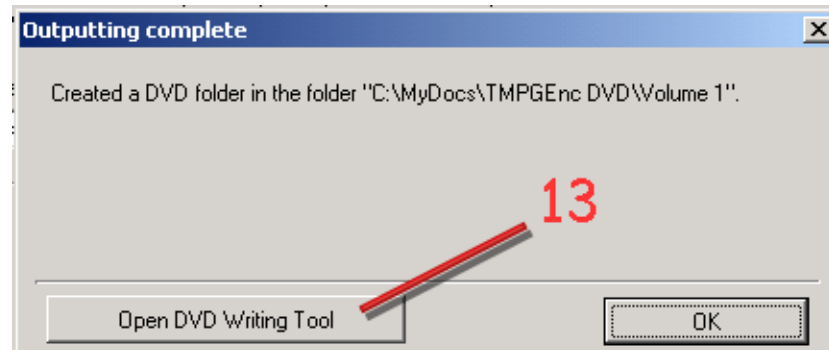 Outputting complete
Created a DVD folder in the folder "C:\MyDocs\TMPGEnc DVD\Volume 1".
13
Open DVD Writing Tool
OK